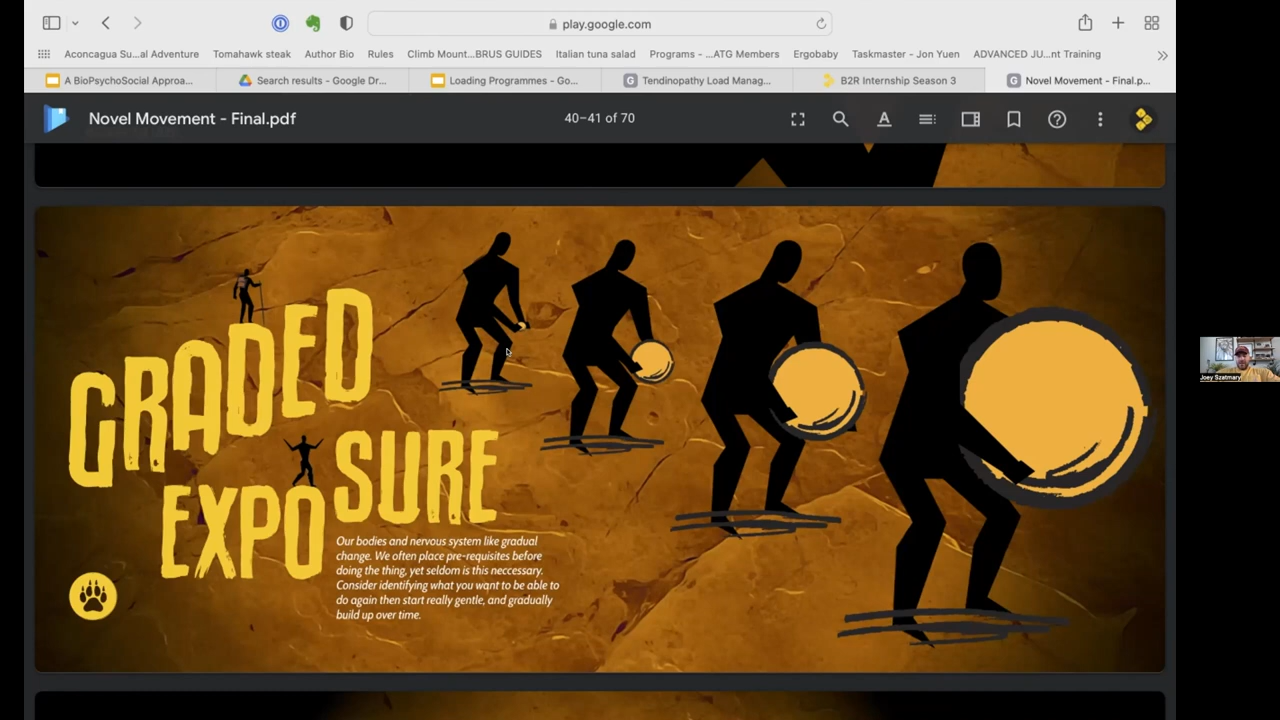 play.google.com
Aconcagua Su...al Adventure
Tomahawk steak
Author Bio
Rules
Climb Mount...BRUS GUIDES
Italian tuna salad
Programs - ...ATG Members
Ergobaby
Taskmaster - Jon Yuen
ADVANCED JU...nt Training
A BioPsychoSocial Approa...
Search results - Google Dr...
Loading Programmes - Go...
Tendinopathy Load Manag...
B2R Internship Season 3
Novel Movement - Final.p...
Novel Movement - Final.pdf
40–41 of 70
GRADED
EXPOSURE
Our bodies and nervous system like gradual
change. We often place pre-requisites before
doing the thing, yet seldom is this neccessary.
Consider identifying what you want to be able to
do again then start really gentle, and gradually
build up over time.
Joey Szatmary